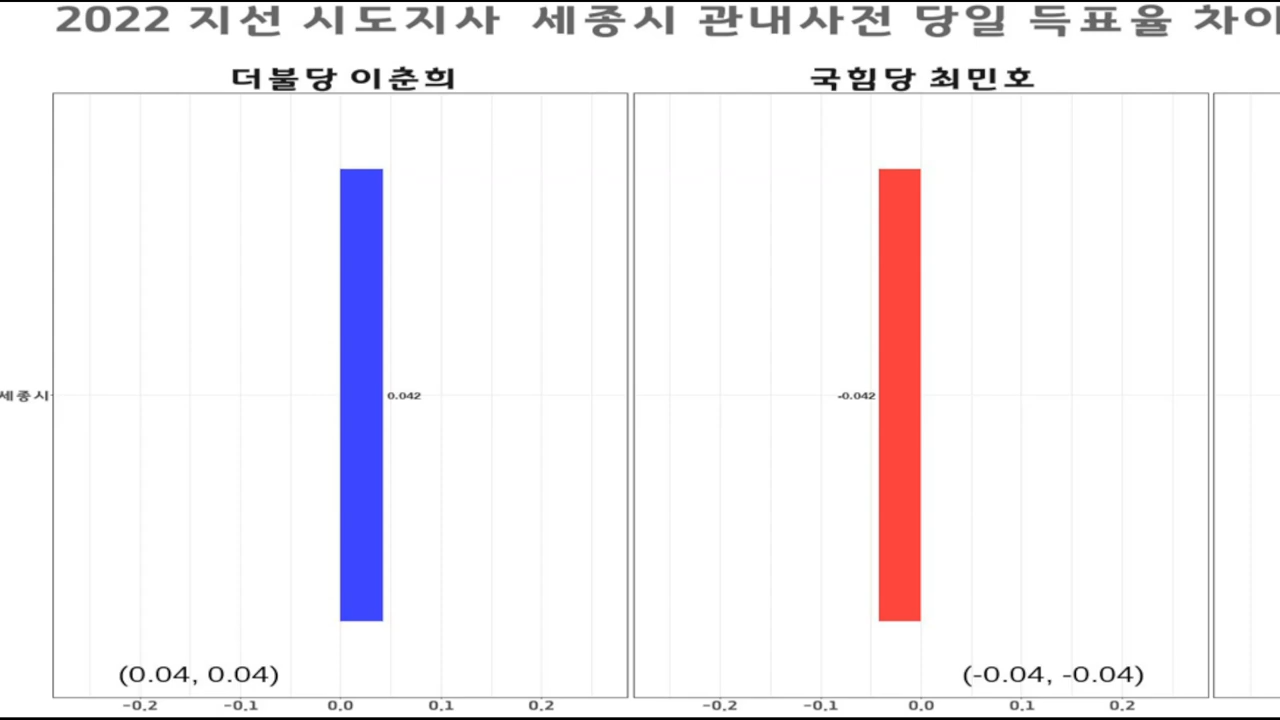 2022 지선 시도지사 세종시 관내사전 당일 득표율 차이
더불당 이춘희
국힘당 최민호
세종시
0.042
-0.042
(0.04, 0.04)
(-0.04, -0.04)
-0.2 -0.1 0.0 0.1 0.2
-0.2 -0.1 0.0 0.1 0.2